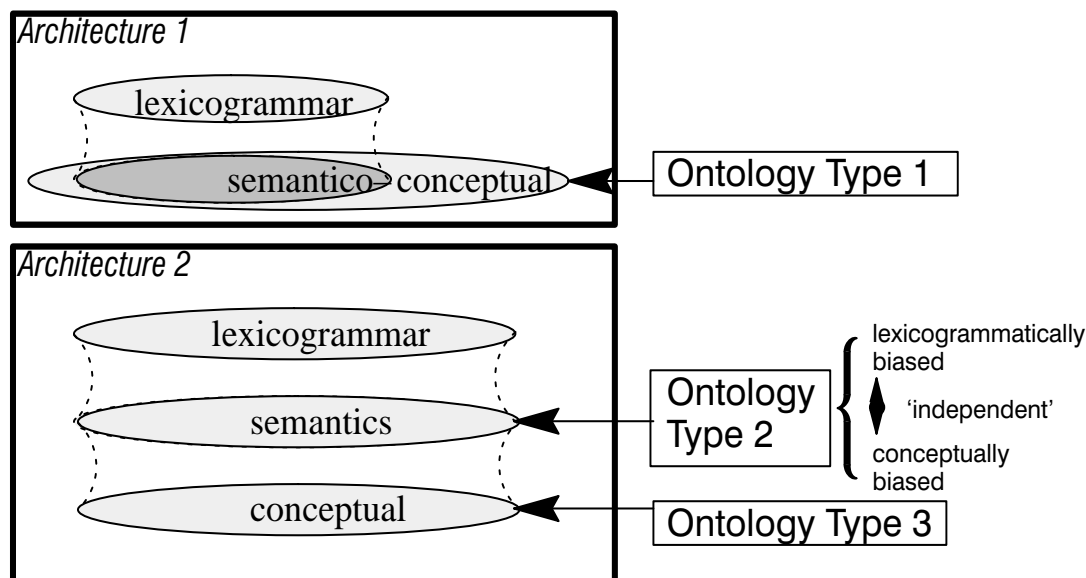 Architecture 1
lexicogrammar
semantico–conceptual
Ontology Type 1
Architecture 2
lexicogrammar
semantics
conceptual
Ontology
Type 2
lexicogrammatically
biased
‘independent’
conceptually
biased
Ontology Type 3